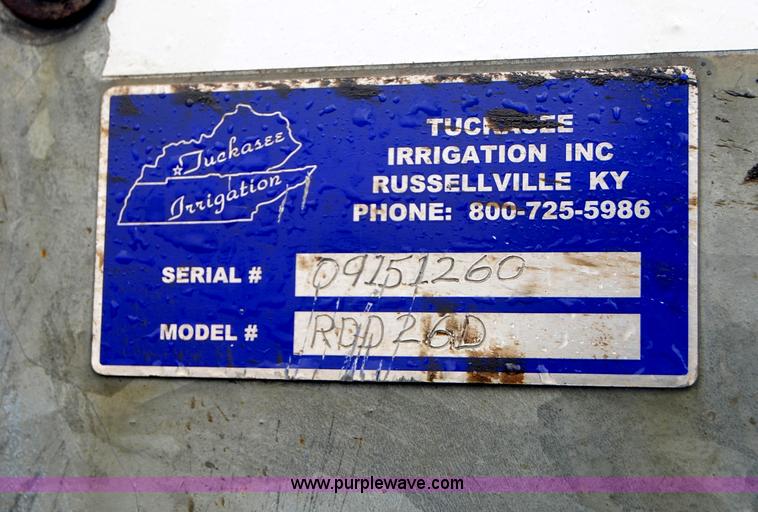 Tuckasee
Irrigation
TUCKASEE
IRRIGATION INC
RUSSELLVILLE KY
PHONE: 800-725-5986
SERIAL # 09151260
MODEL # RDD26D
www.purplewave.com